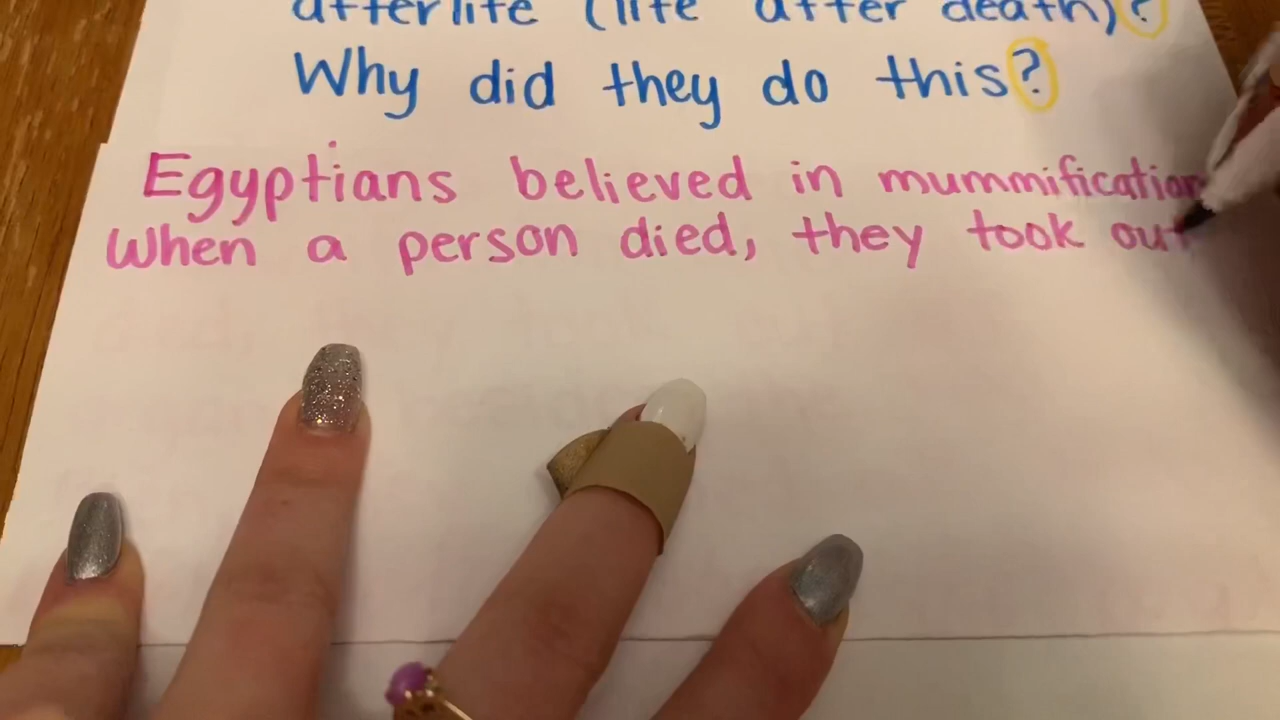 afterlife (life after death)?
Why did they do this?
Egyptians believed in mummification
When a person died, they took out